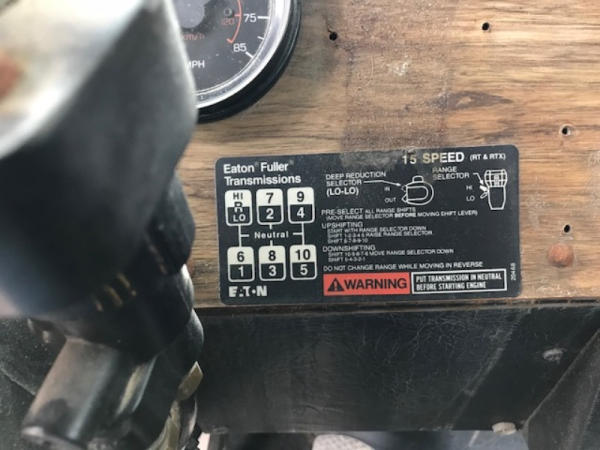 120
75
km/h
85
MPH
15 SPEED (RT & RTX)
Eaton® Fuller®
Transmissions
HI
R
LO
7
2
9
4
Neutral
6
1
8
3
10
5
EATON
DEEP REDUCTION
SELECTOR
(LO-LO)
IN
OUT
RANGE
SELECTOR
HI
LO
PRE-SELECT ALL RANGE SHIFTS
(MOVE RANGE SELECTOR BEFORE MOVING SHIFT LEVER)
UPSHIFTING
START WITH RANGE SELECTOR DOWN
SHIFT 1-2-3-4-5 RAISE RANGE SELECTOR
SHIFT 6-7-8-9-10
DOWNSHIFTING
SHIFT 10-9-8-7-6 MOVE RANGE SELECTOR DOWN
SHIFT 5-4-3-2-1
DO NOT CHANGE RANGE WHILE MOVING IN REVERSE
WARNING
PUT TRANSMISSION IN NEUTRAL
BEFORE STARTING ENGINE